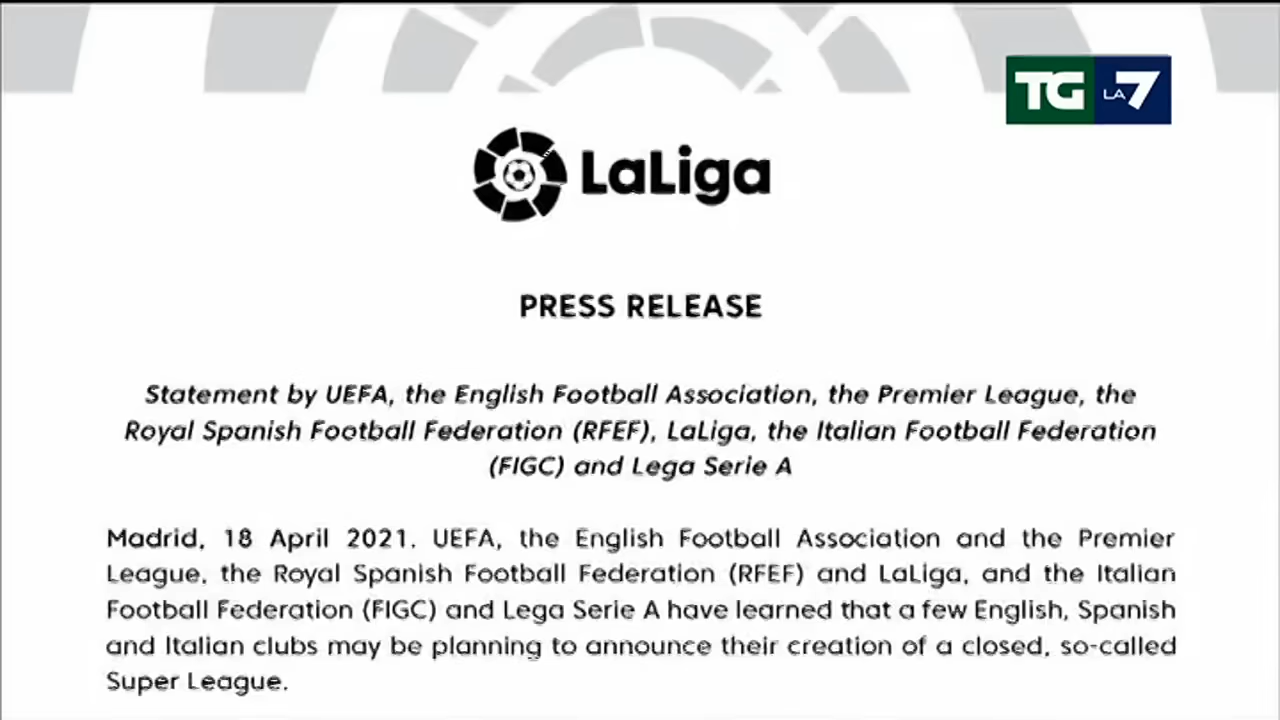 TG LA 7
LaLiga
PRESS RELEASE
Statement by UEFA, the English Football Association, the Premier League, the
Royal Spanish Football Federation (RFEF), LaLiga, the Italian Football Federation
(FIGC) and Lega Serie A
Madrid, 18 April 2021. UEFA, the English Football Association and the Premier
League, the Royal Spanish Football Federation (RFEF) and LaLiga, and the Italian
Football Federation (FIGC) and Lega Serie A have learned that a few English, Spanish
and Italian clubs may be planning to announce their creation of a closed, so-called
Super League.